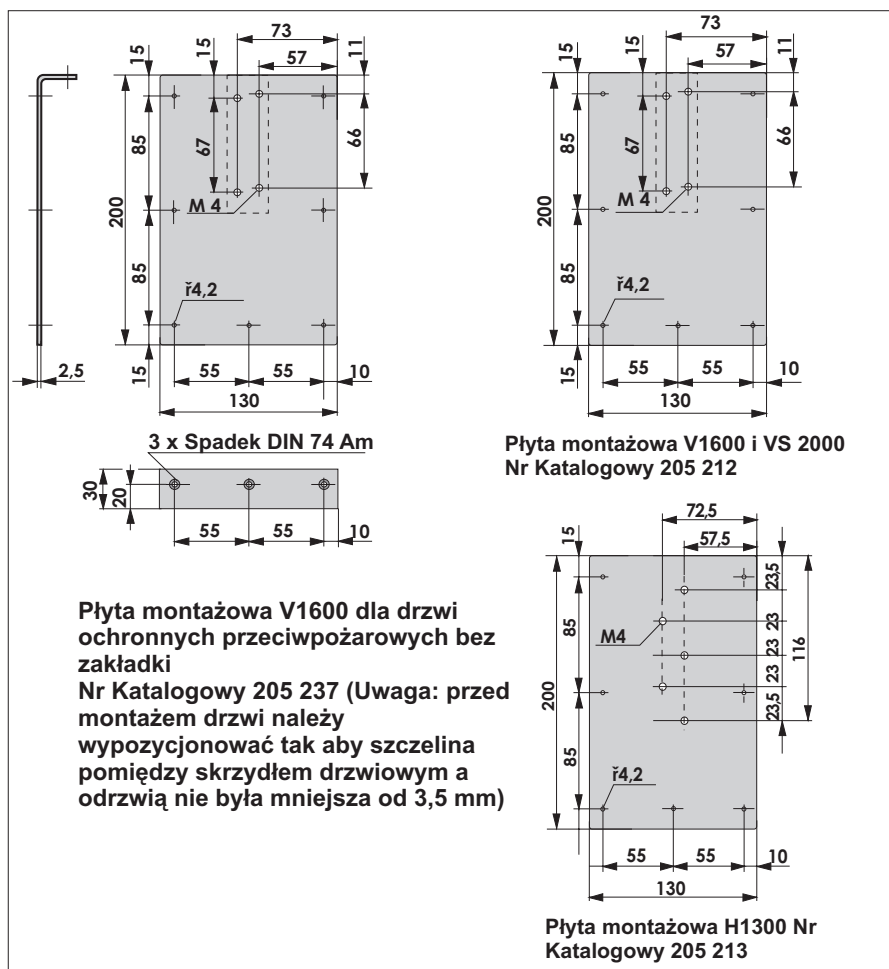 73
15
57
11
85
67
66
200
M 4
85
ř4,2
2,5
15
55
55
10
130
3 x Spadek DIN 74 Am
30
20
55
55
10
Płyta montażowa V1600 dla drzwi
ochronnych przeciwpożarowych bez
zakładki
Nr Katalogowy 205 237 (Uwaga: przed
montażem drzwi należy
wypozycjonować tak aby szczelina
pomiędzy skrzydłem drzwiowym a
odrzwią nie była mniejsza od 3,5 mm)
73
15
15
57
11
85
67
66
200
M 4
85
ř4,2
15
55
55
10
130
Płyta montażowa V1600 i VS 2000
Nr Katalogowy 205 212
72,5
15
57,5
23,5
85
M4
23
23
116
23
200
23,5
85
ř4,2
55
55
10
130
Płyta montażowa H1300 Nr
Katalogowy 205 213
15